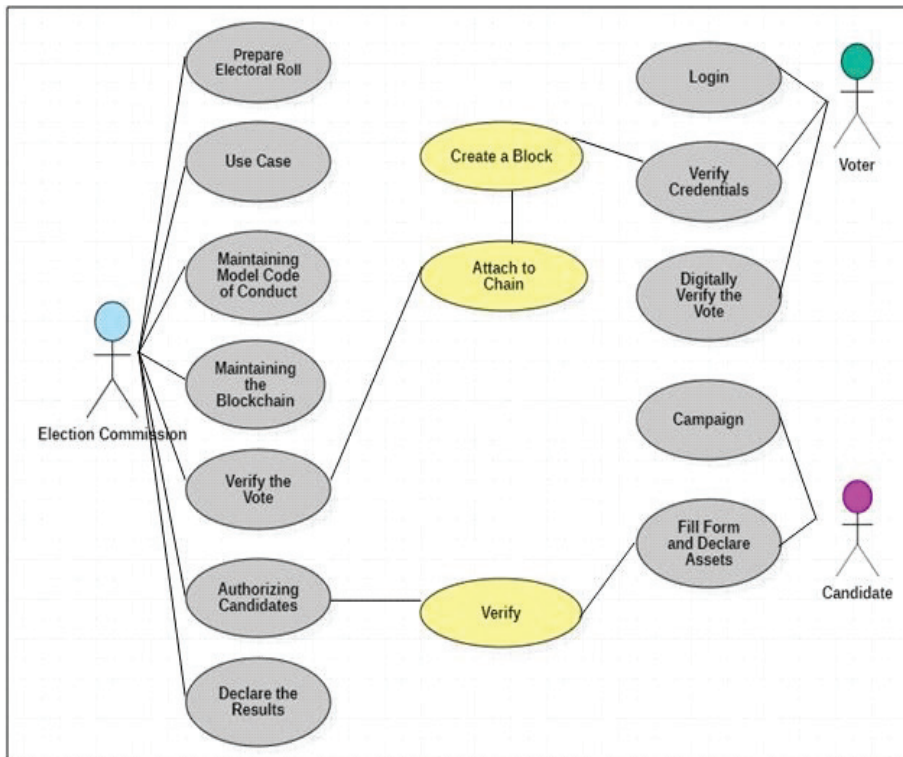 Prepare
Electoral Roll
Use Case
Maintaining
Model Code
of Conduct
Maintaining
the
Blockchain
Election Commission
Verify the
Vote
Authorizing
Candidates
Declare the
Results
Create a Block
Attach to
Chain
Verify
Login
Verify
Credentials
Digitally
Verify the
Vote
Voter
Campaign
Fill Form
and Declare
Assets
Candidate